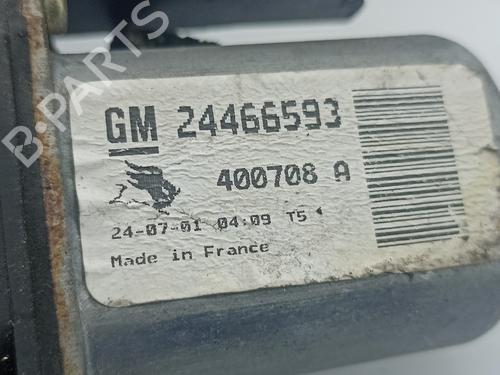 GM 24466593
400708 A
24-07-01 04:09 T5
Made in France
B-PARTS